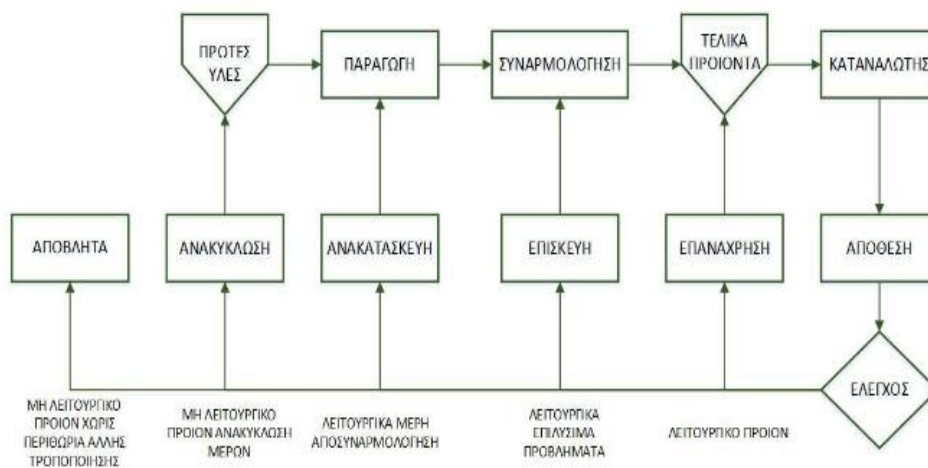 ΠΡΩΤΕΣ
ΥΛΕΣ
ΠΑΡΑΓΩΓΗ
ΣΥΝΑΡΜΟΛΟΓΗΣΗ
ΤΕΛΙΚΑ
ΠΡΟΙΟΝΤΑ
ΚΑΤΑΝΑΛΩΤΗΣ
ΑΠΟΒΛΗΤΑ
ΑΝΑΚΥΚΛΩΣΗ
ΑΝΑΚΑΤΑΣΚΕΥΗ
ΕΠΙΣΚΕΥΗ
ΕΠΑΝΑΧΡΗΣΗ
ΑΠΟΘΕΣΗ
ΕΛΕΓΧΟΣ
ΜΗ ΛΕΙΤΟΥΡΓΙΚΟ
ΠΡΟΙΟΝ ΧΩΡΙΣ
ΠΕΡΙΘΩΡΙΑ ΑΛΛΗΣ
ΤΡΟΠΟΠΟΙΗΣΗΣ
ΜΗ ΛΕΙΤΟΥΡΓΙΚΟ
ΠΡΟΙΟΝ ΑΝΑΚΥΚΛΩΣΗ
ΜΕΡΩΝ
ΛΕΙΤΟΥΡΓΙΚΑ ΜΕΡΗ
ΑΠΟΣΥΝΑΡΜΟΛΟΓΗΣΗ
ΛΕΙΤΟΥΡΓΙΚΑ
ΕΠΙΛΥΣΙΜΑ
ΠΡΟΒΛΗΜΑΤΑ
ΛΕΙΤΟΥΡΓΙΚΟ ΠΡΟΙΟΝ